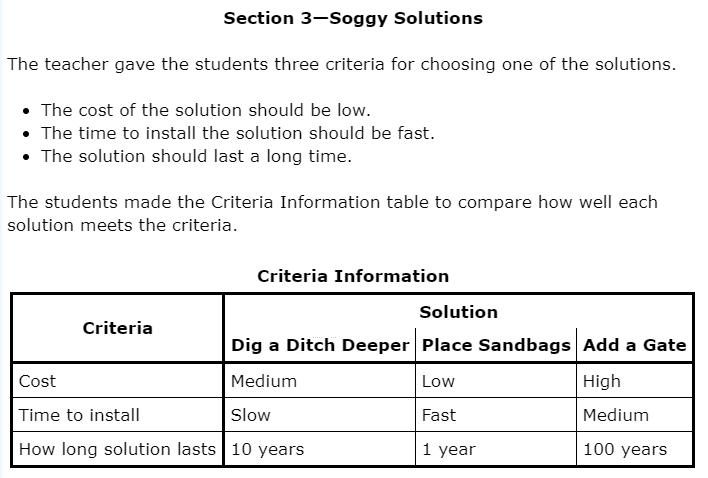 Section 3—Soggy Solutions
The teacher gave the students three criteria for choosing one of the solutions.
• The cost of the solution should be low.
• The time to install the solution should be fast.
• The solution should last a long time.
The students made the Criteria Information table to compare how well each
solution meets the criteria.
Criteria Information
Criteria
Solution
Dig a Ditch Deeper Place Sandbags Add a Gate
Cost Medium Low High
Time to install Slow Fast Medium
How long solution lasts 10 years 1 year 100 years